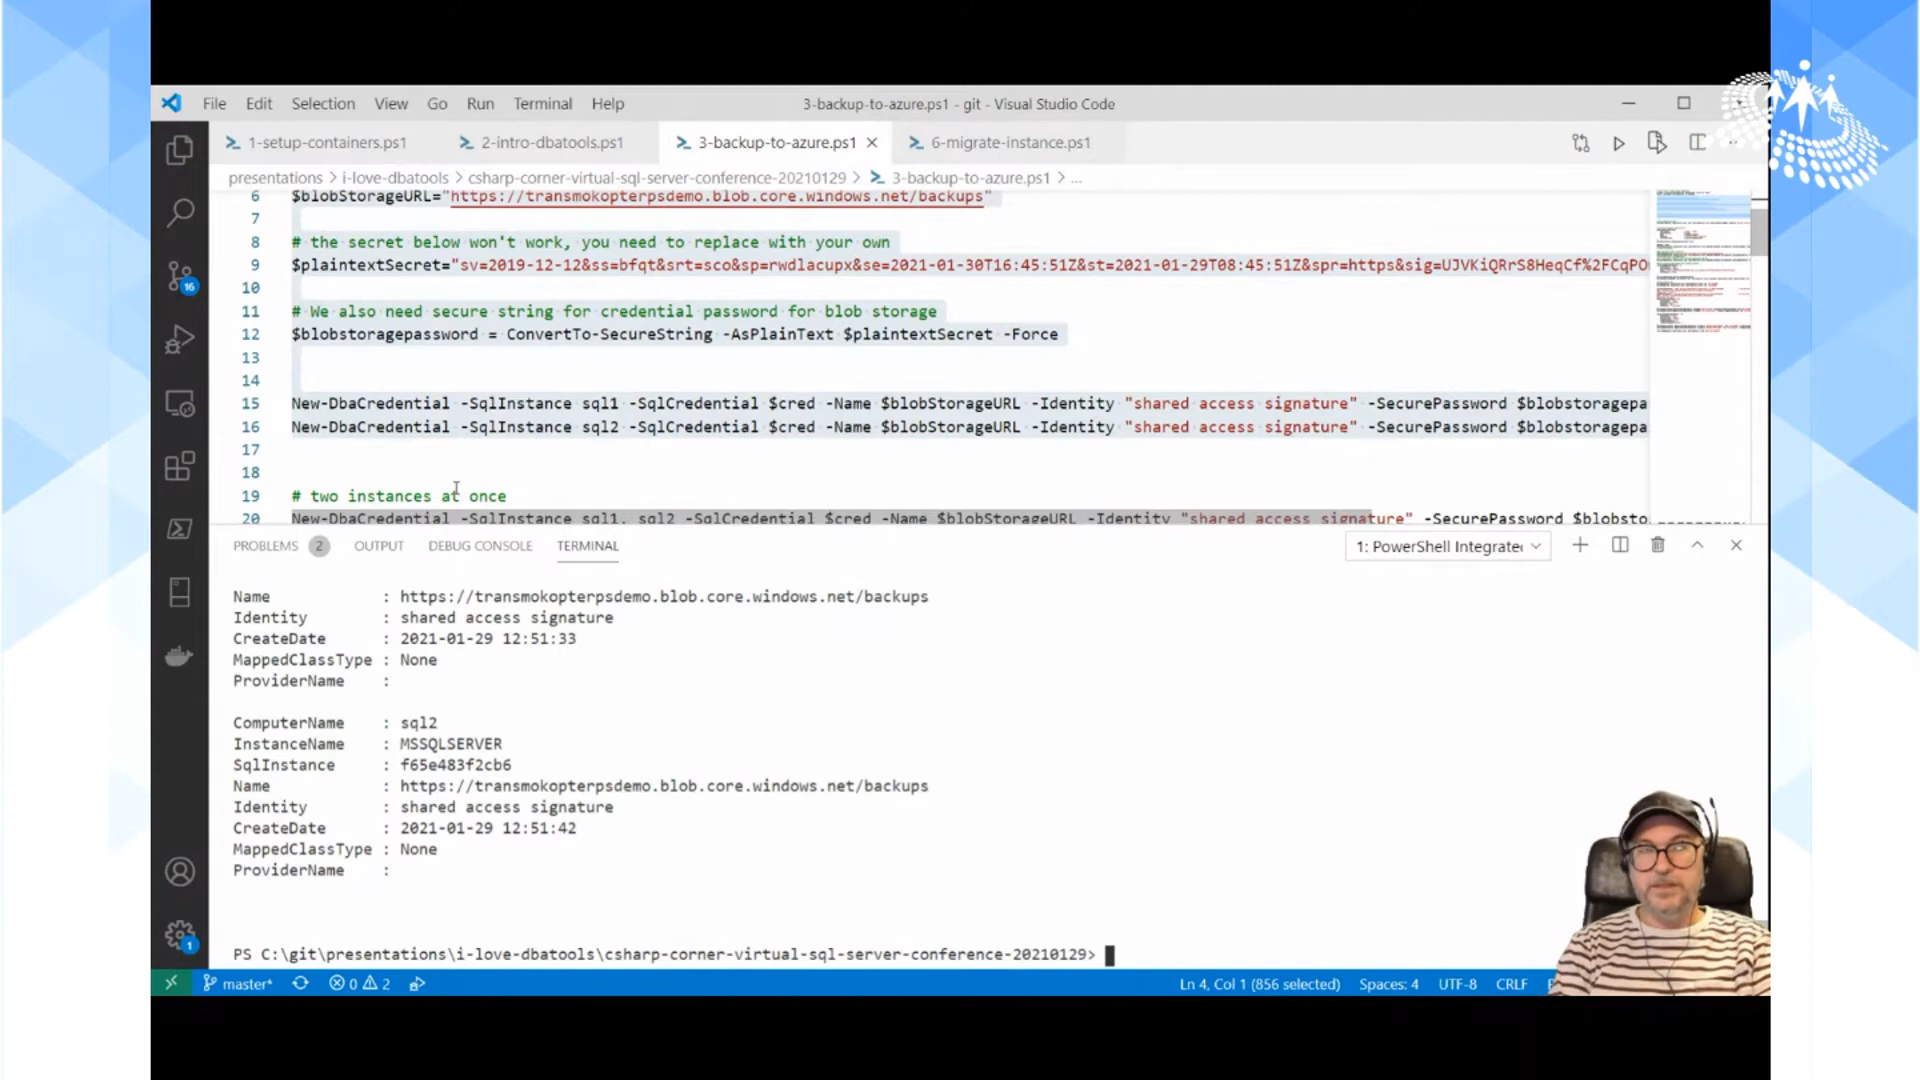 File Edit Selection View Go Run Terminal Help 3-backup-to-azure.ps1 - git - Visual Studio Code
1-setup-containers.ps1 2-intro-dbatools.ps1 3-backup-to-azure.ps1 6-migrate-instance.ps1
presentations > i-love-dbatools > csharp-corner-virtual-sql-server-conference-20210129 > 3-backup-to-azure.ps1 > ...
6 $blobStorageURL="https://transmokopterpsdemo.blob.core.windows.net/backups"
7
8 # the secret below won't work, you need to replace with your own
9 $plaintextSecret="sv=2019-12-12&ss=bfqt&srt=sco&sp=rwdlacupx&se=2021-01-30T16:45:51Z&st=2021-01-29T08:45:51Z&spr=https&sig=UJVKiQRrS8HeqCf%2FCqPO
10
11 # We also need secure string for credential password for blob storage
12 $blobstoragepassword = ConvertTo-SecureString -AsPlainText $plaintextSecret -Force
13
14
15 New-DbaCredential -SqlInstance sql1 -SqlCredential $cred -Name $blobStorageURL -Identity "shared access signature" -SecurePassword $blobstoragepa
16 New-DbaCredential -SqlInstance sql2 -SqlCredential $cred -Name $blobStorageURL -Identity "shared access signature" -SecurePassword $blobstoragepa
17
18
19 # two instances at once
20 New-DbaCredential -SqlInstance sql1, sql2 -SqlCredential $cred -Name $blobStorageURL -Identity "shared access signature" -SecurePassword $blobsto
PROBLEMS 2 OUTPUT DEBUG CONSOLE TERMINAL 1: PowerShell Integrate
Name : https://transmokopterpsdemo.blob.core.windows.net/backups
Identity : shared access signature
CreateDate : 2021-01-29 12:51:33
MappedClassType : None
ProviderName :
ComputerName : sql2
InstanceName : MSSQLSERVER
SqlInstance : f65e483f2cb6
Name : https://transmokopterpsdemo.blob.core.windows.net/backups
Identity : shared access signature
CreateDate : 2021-01-29 12:51:42
MappedClassType : None
ProviderName :
PS C:\git\presentations\i-love-dbatools\csharp-corner-virtual-sql-server-conference-20210129>
16
1
master* 0 2 Ln 4, Col 1 (856 selected) Spaces: 4 UTF-8 CRLF